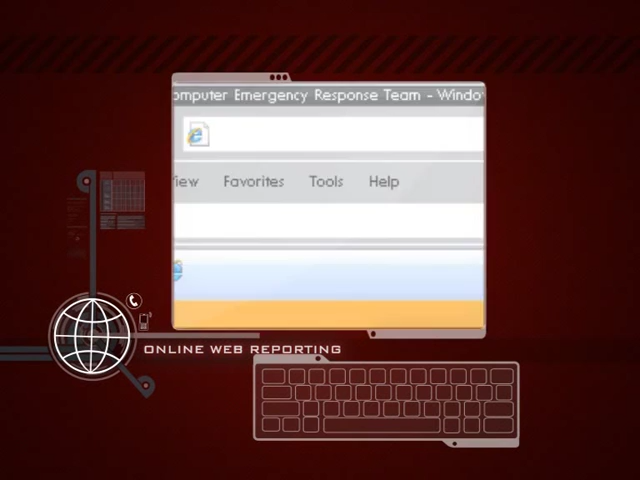 omputer Emergency Response Team - Windo
iew Favorites Tools Help
ONLINE WEB REPORTING